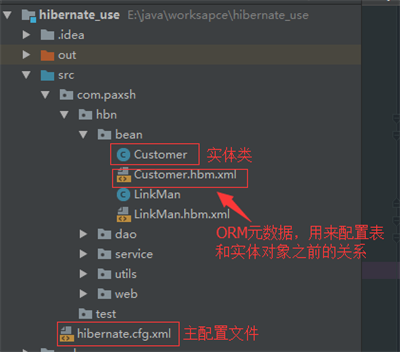 hibernate_use E:\java\worksapce\hibernate_use
.idea
out
src
com.paxsh
hbn
bean
Customer 实体类
Customer.hbm.xml
LinkMan
LinkMan.hbm.xml
ORM元数据，用来配置表
和实体对象之前的关系
dao
service
utils
web
test
hibernate.cfg.xml 主配置文件